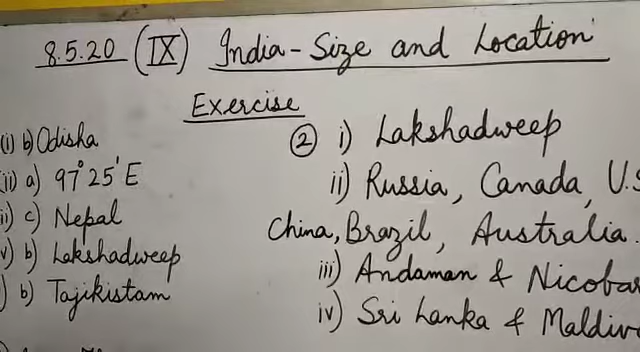 8.5.20 (IX) India - Size and Location
Exercise
(i) b) Odisha
ii) a) 97°25'E
ii) c) Nepal
v) b) Lakshadweep
) b) Tajikistam
② i) Lakshadweep
ii) Russia, Canada, U.S
China, Brazil, Australia.
iii) Andaman & Nicobar
iv) Sri Lanka & Maldiv